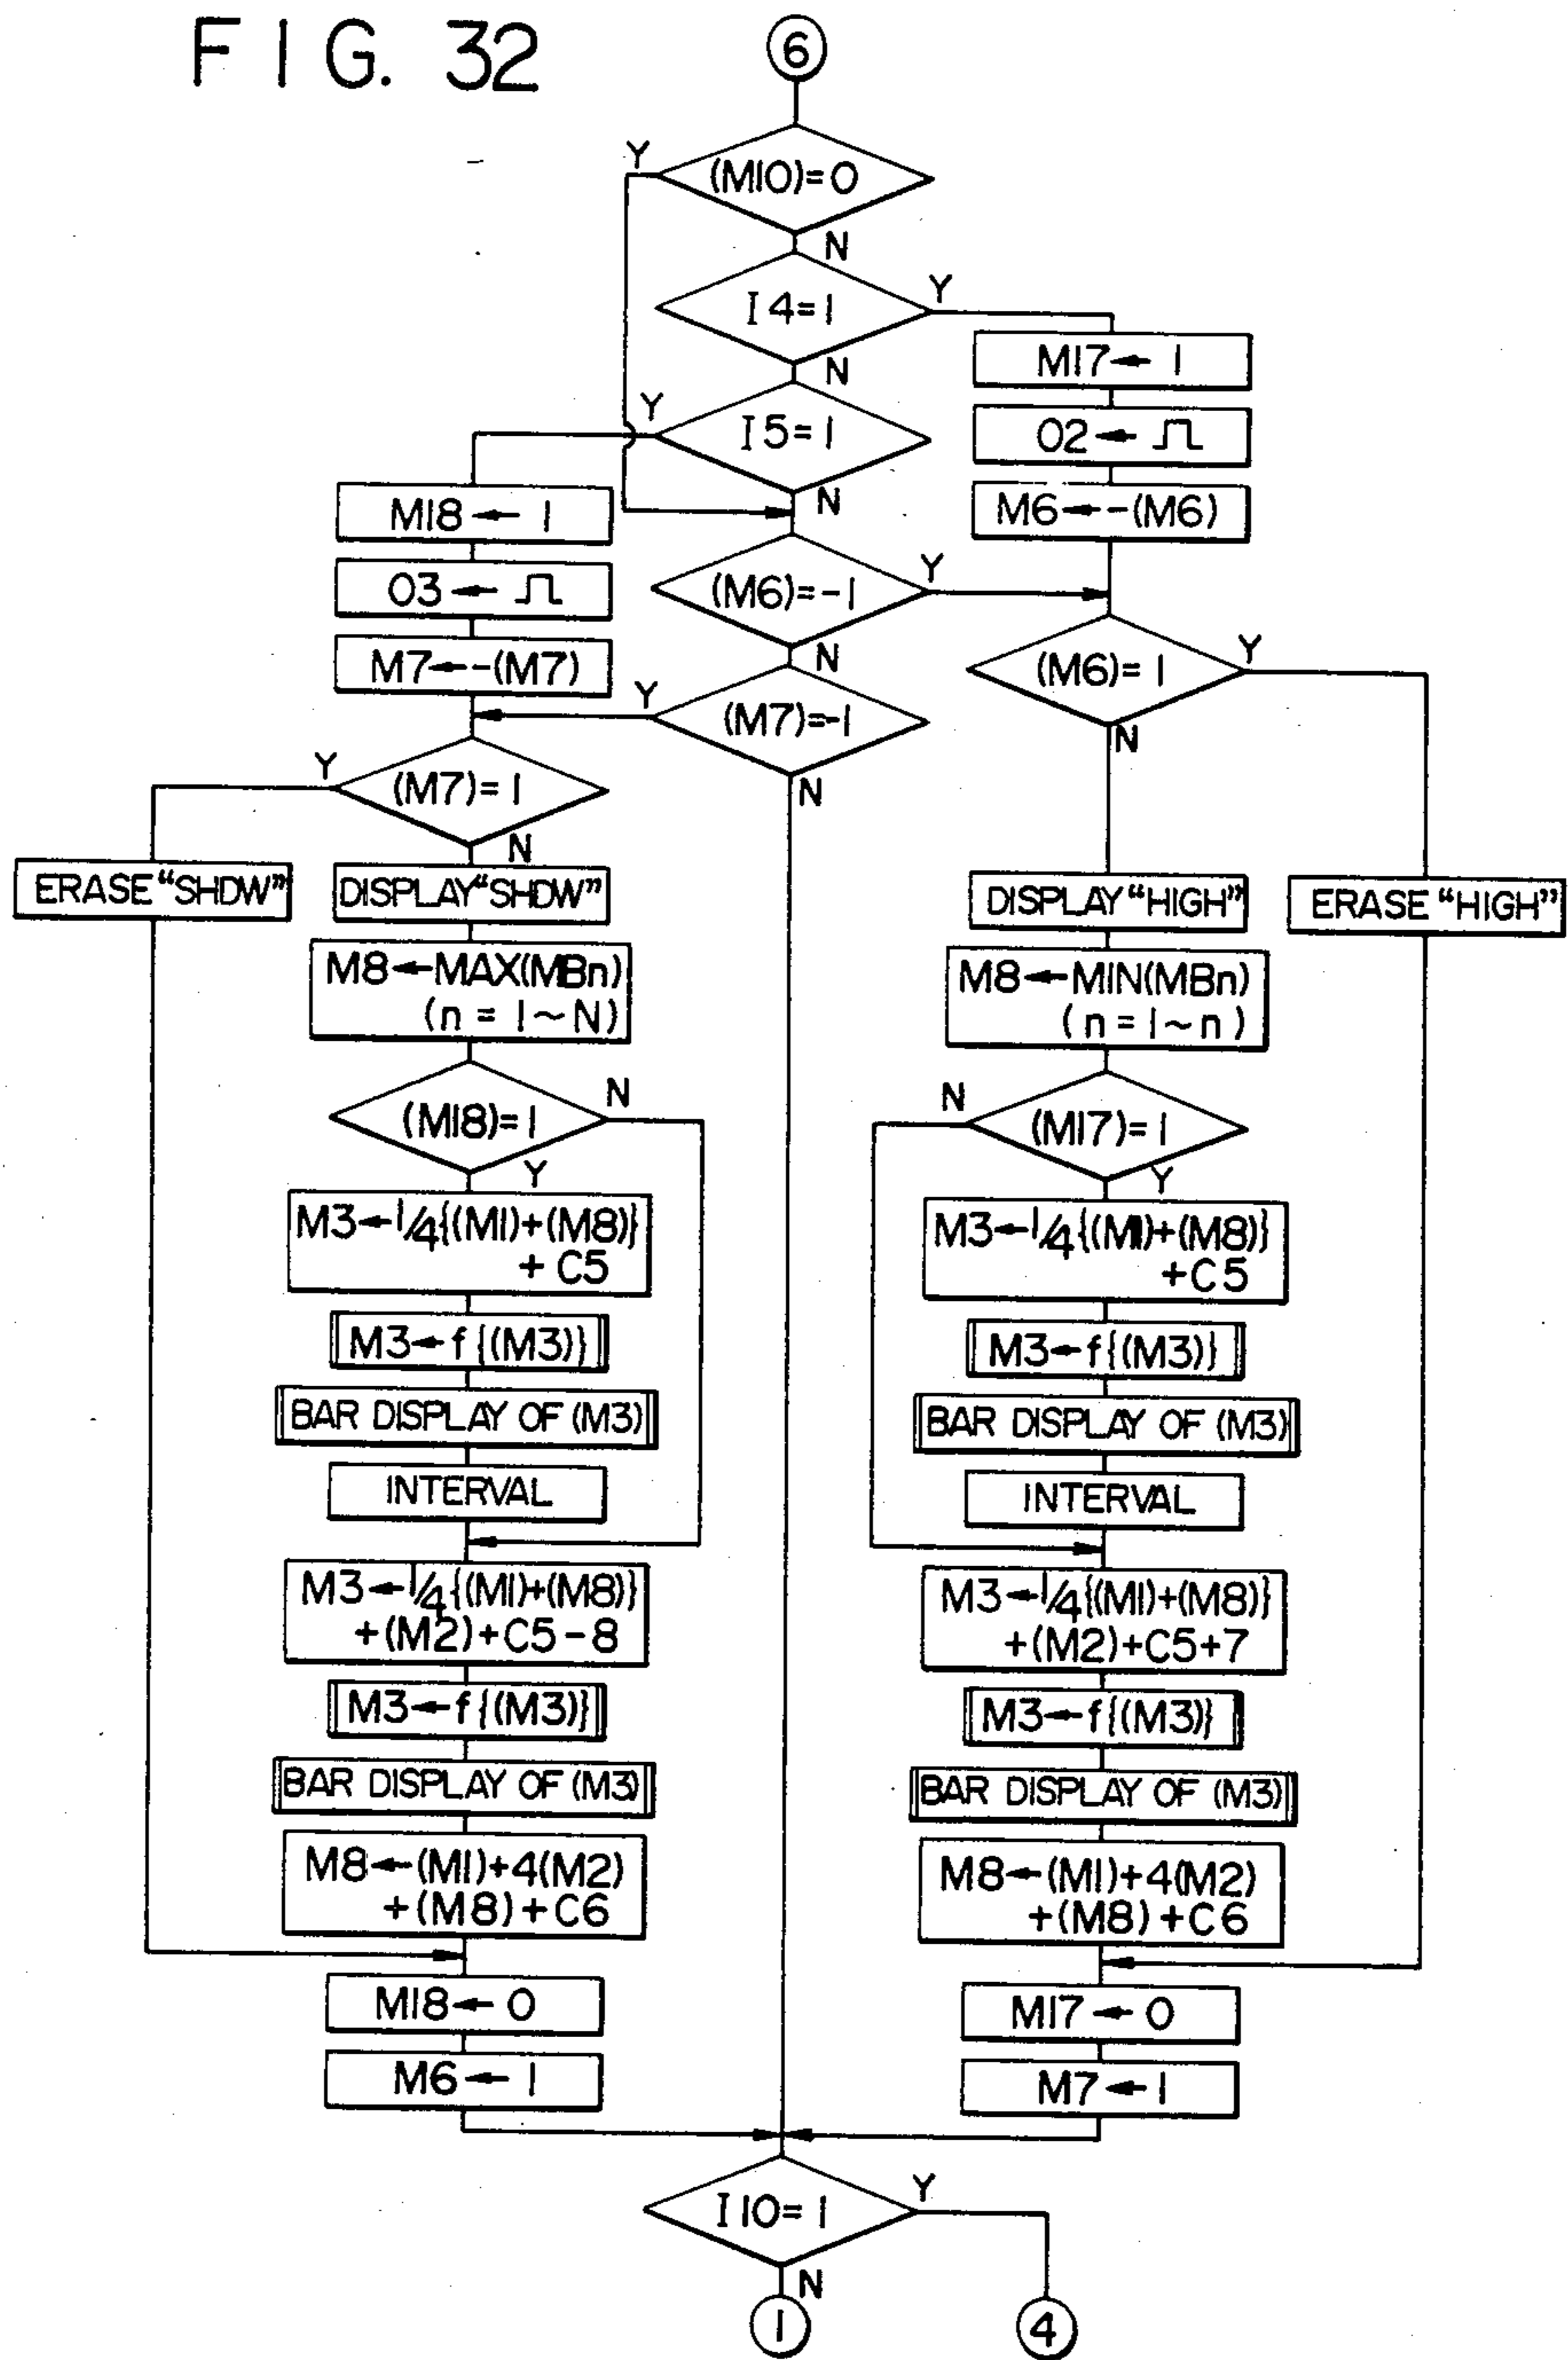 FIG. 32
6
(M10)=0
Y
N
I4=1
Y
N
M17←1
O2←⎍
M6←-(M6)
I5=1
Y
N
M18←1
O3←⎍
M7←-(M7)
(M6)=-1
Y
N
(M7)=-1
Y
N
(M6)=1
Y
N
(M7)=1
Y
N
ERASE “SHDW”
DISPLAY “SHDW”
DISPLAY “HIGH”
ERASE “HIGH”
M8←MAX(MBn)
(n = 1~N)
M8←MIN(MBn)
(n = 1~n)
(M18)=1
N
Y
(M17)=1
N
Y
M3←1/4{(M1)+(M8)}
+ C5
M3←1/4{(M1)+(M8)}
+C5
M3←f{(M3)}
M3←f{(M3)}
BAR DISPLAY OF (M3)
BAR DISPLAY OF (M3)
INTERVAL
INTERVAL
M3←1/4{(M1)+(M8)}
+(M2)+C5-8
M3←1/4{(M1)+(M8)}
+(M2)+C5+7
M3←f{(M3)}
M3←f{(M3)}
BAR DISPLAY OF (M3)
BAR DISPLAY OF (M3)
M8←(M1)+4(M2)
+(M8)+C6
M8←(M1)+4(M2)
+(M8)+C6
M18←0
M17←0
M6←1
M7←1
I10=1
Y
N
1
4